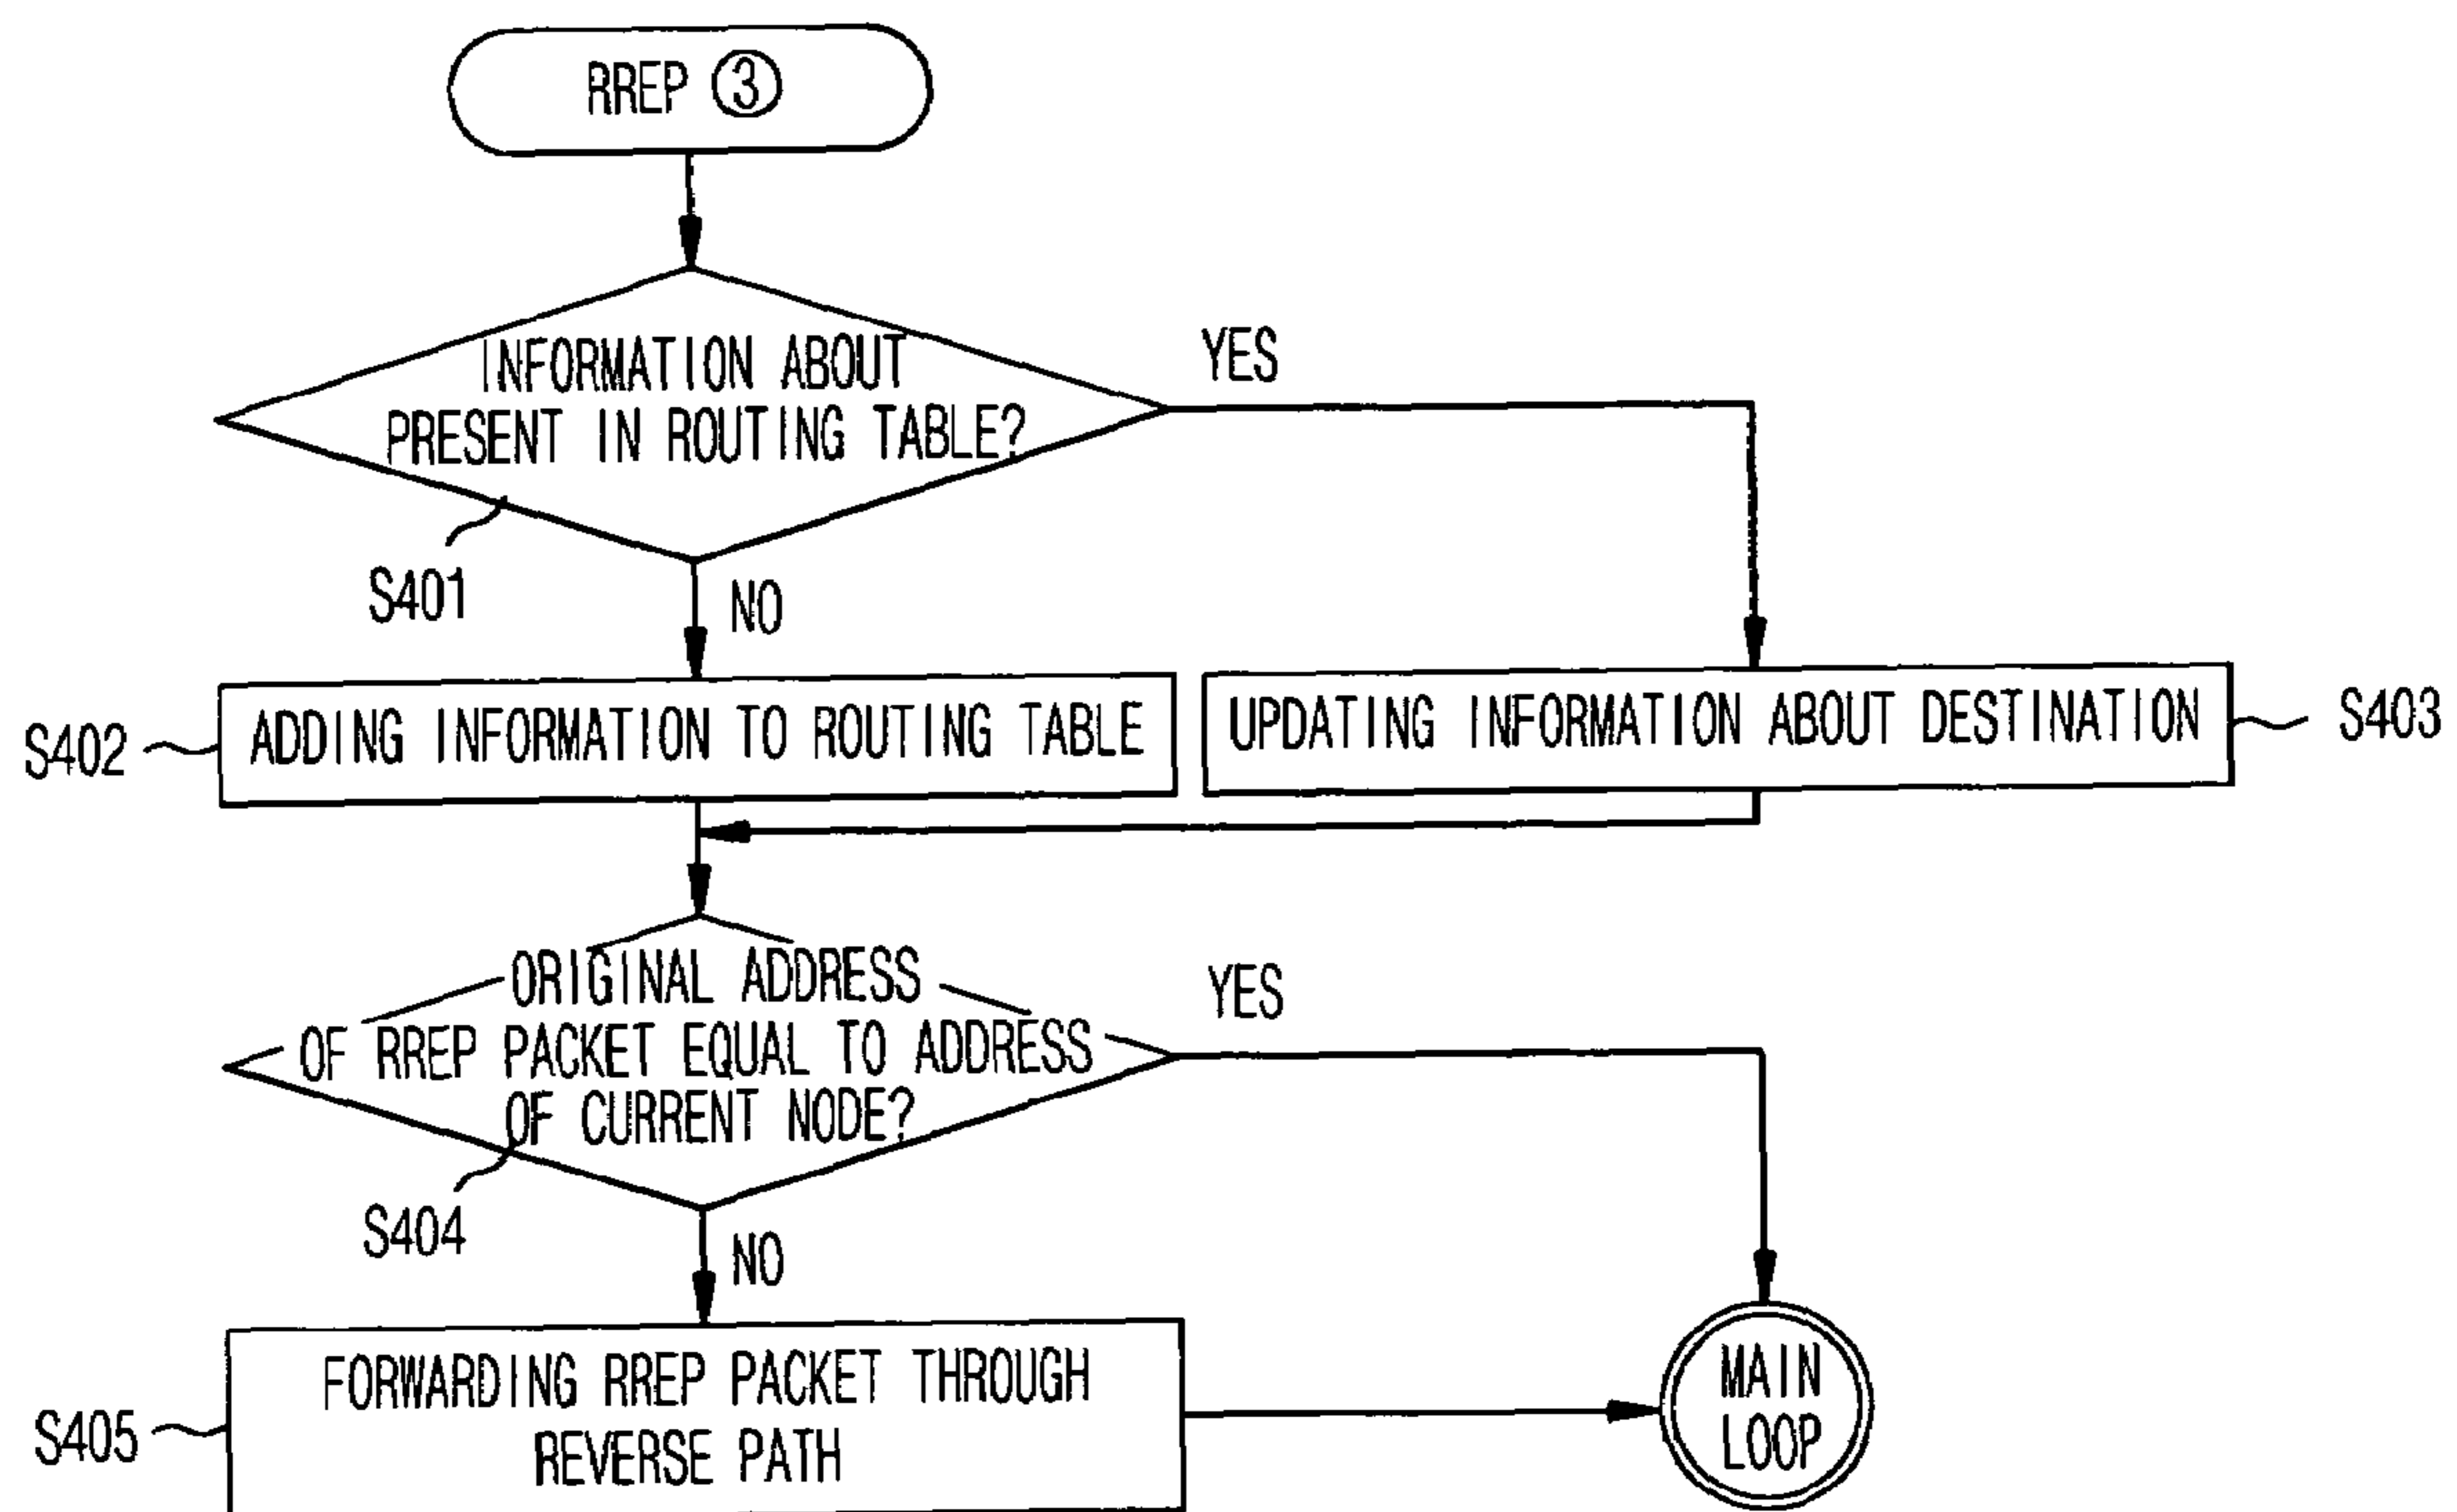 RREP ③
INFORMATION ABOUT
PRESENT IN ROUTING TABLE?
YES
S401
NO
S402
ADDING INFORMATION TO ROUTING TABLE
UPDATING INFORMATION ABOUT DESTINATION
S403
ORIGINAL ADDRESS
OF RREP PACKET EQUAL TO ADDRESS
OF CURRENT NODE?
YES
S404
NO
FORWARDING RREP PACKET THROUGH
REVERSE PATH
S405
MAIN
LOOP